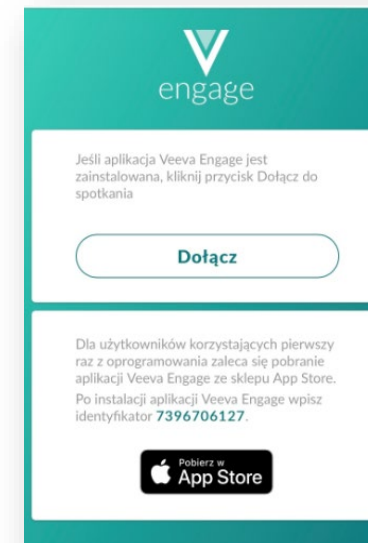 engage
Jeśli aplikacja Veeva Engage jest
zainstalowana, kliknij przycisk Dołącz do
spotkania
Dołącz
Dla użytkowników korzystających pierwszy
raz z oprogramowania zaleca się pobranie
aplikacji Veeva Engage ze sklepu App Store.
Po instalacji aplikacji Veeva Engage wpisz
identyfikator 7396706127.
Pobierz w
App Store